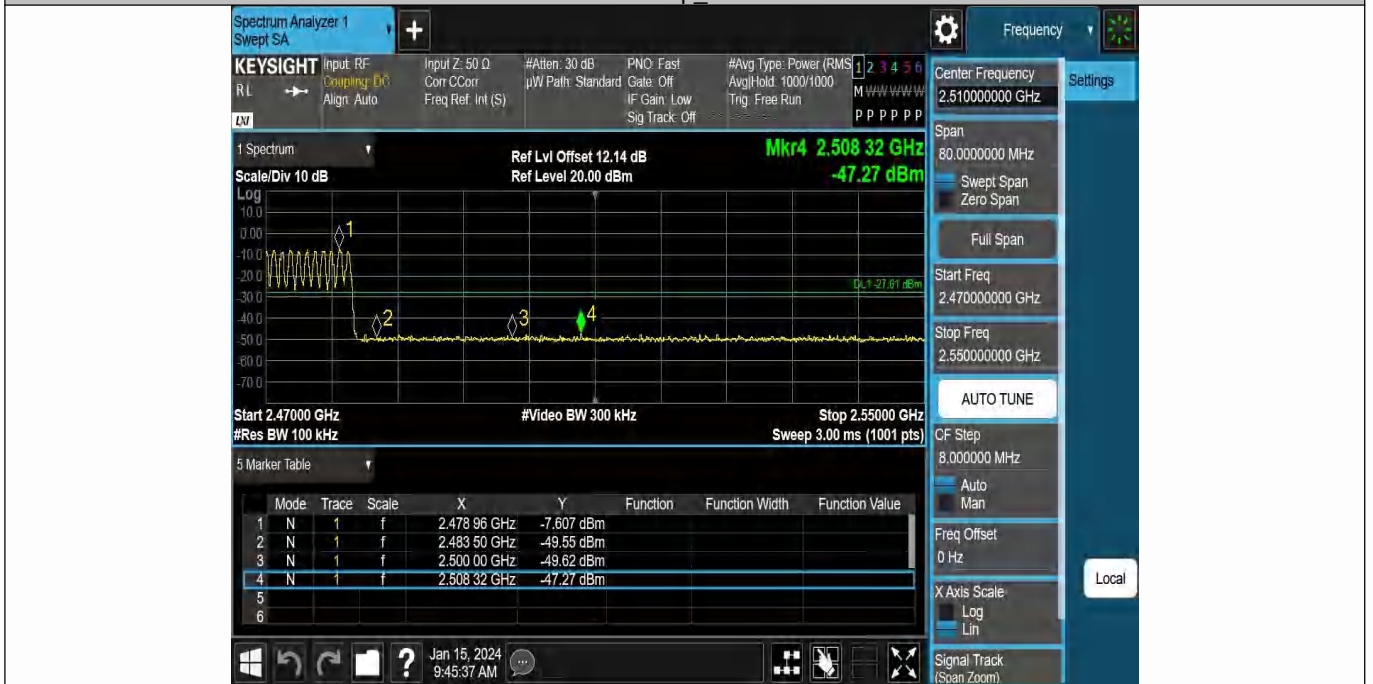 Spectrum Analyzer 1
Swept SA
+
Frequency
KEYSIGHT
RL
LXI
Input: RF
Coupling: DC
Align: Auto
Input Z: 50 Ω
Corr CCorr
Freq Ref: Int (S)
#Atten: 30 dB
µW Path: Standard
PNO: Fast
Gate: Off
IF Gain: Low
Sig Track: Off
#Avg Type: Power (RMS
Avg|Hold: 1000/1000
Trig: Free Run
1 2 3 4 5 6
M W W W W W
P P P P P P
1 Spectrum
Scale/Div 10 dB
Ref Lvl Offset 12.14 dB
Ref Level 20.00 dBm
Mkr4 2.508 32 GHz
-47.27 dBm
Log
10.0
0.00
-10.0
-20.0
-30.0
-40.0
-50.0
-60.0
-70.0
1
2
3
4
DL1 -27.61 dBm
Start 2.47000 GHz
#Video BW 300 kHz
Stop 2.55000 GHz
#Res BW 100 kHz
Sweep 3.00 ms (1001 pts)
5 Marker Table
Mode Trace Scale X Y Function Function Width Function Value
1 N 1 f 2.478 96 GHz -7.607 dBm
2 N 1 f 2.483 50 GHz -49.55 dBm
3 N 1 f 2.500 00 GHz -49.62 dBm
4 N 1 f 2.508 32 GHz -47.27 dBm
5
6
?
Jan 15, 2024
9:45:37 AM
Center Frequency
2.510000000 GHz
Settings
Span
80.0000000 MHz
Swept Span
Zero Span
Full Span
Start Freq
2.470000000 GHz
Stop Freq
2.550000000 GHz
AUTO TUNE
CF Step
8.000000 MHz
Auto
Man
Freq Offset
0 Hz
Local
X Axis Scale
Log
Lin
Signal Track
(Span Zoom)